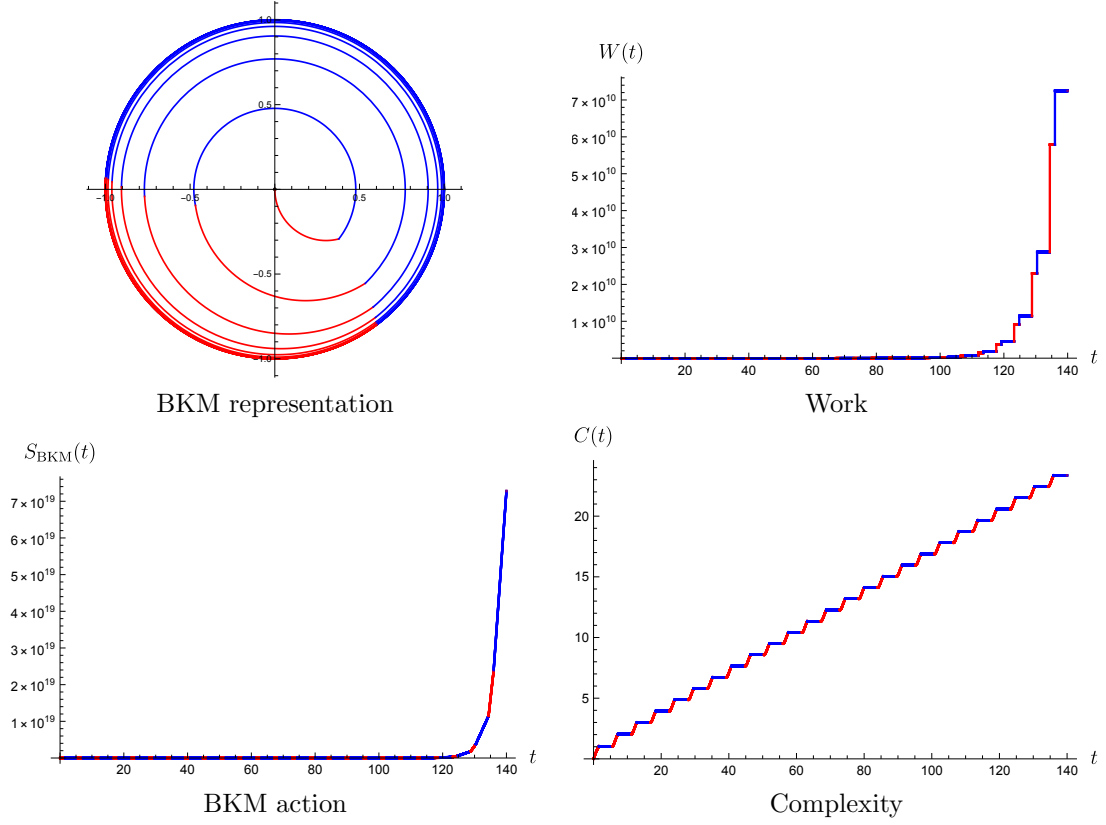 1.0
0.5
-1.0
-0.5
0.5
1.0
-0.5
-1.0
BKM representation
W(t)
7 × 10^10
6 × 10^10
5 × 10^10
4 × 10^10
3 × 10^10
2 × 10^10
1 × 10^10
20 40 60 80 100 120 140 t
Work
S_BKM(t)
7 × 10^19
6 × 10^19
5 × 10^19
4 × 10^19
3 × 10^19
2 × 10^19
1 × 10^19
20 40 60 80 100 120 140 t
BKM action
C(t)
20
15
10
5
20 40 60 80 100 120 140 t
Complexity